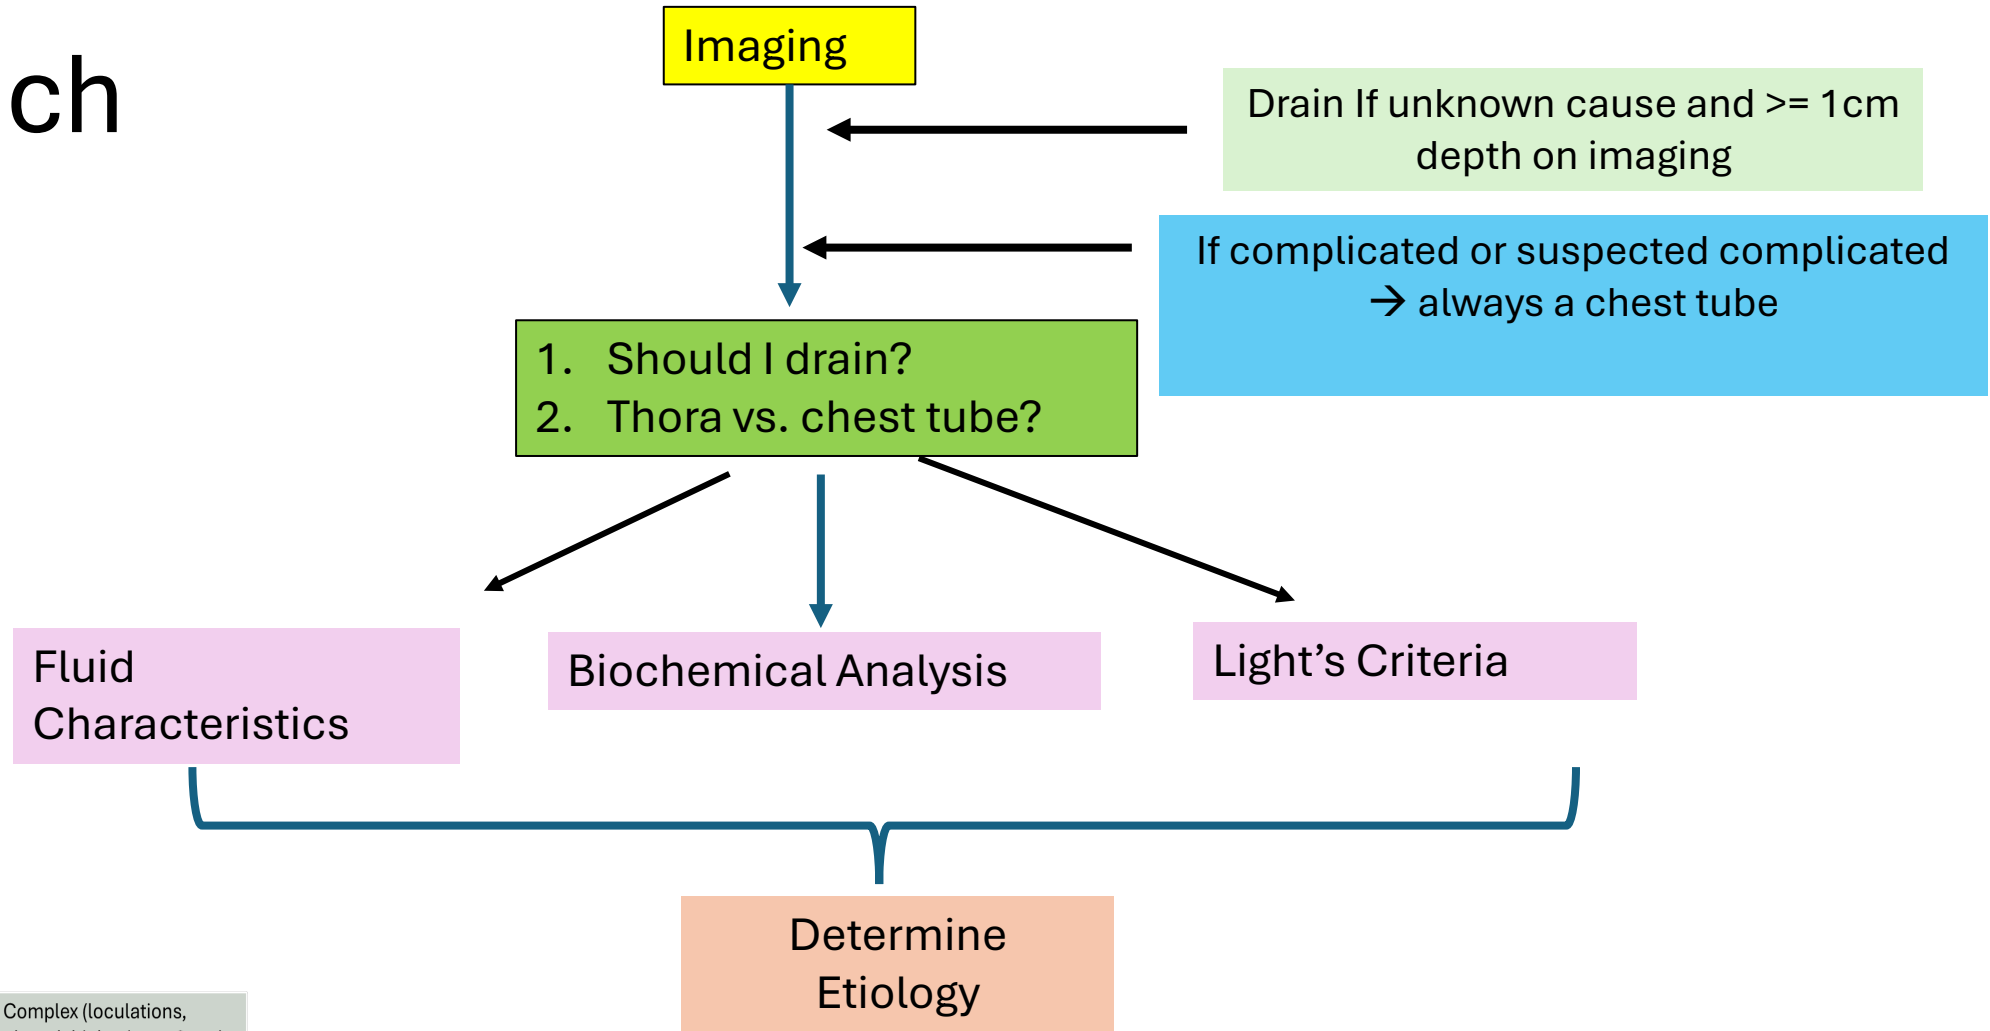 ch
Imaging
Drain If unknown cause and >= 1cm
depth on imaging
If complicated or suspected complicated
→ always a chest tube
1. Should I drain?
2. Thora vs. chest tube?
Fluid
Characteristics
Biochemical Analysis
Light’s Criteria
Determine
Etiology
Complex (loculations,